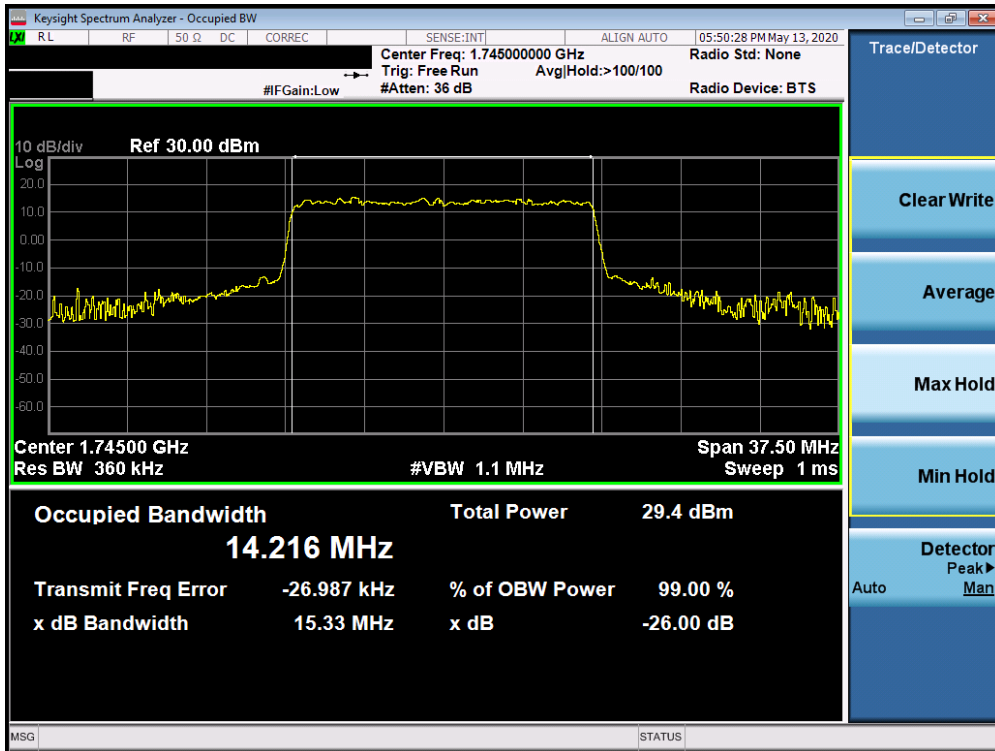 Keysight Spectrum Analyzer - Occupied BW
LXI RL RF 50 Ω DC CORREC SENSE:INT ALIGN AUTO 05:50:28 PM May 13, 2020
Center Freq: 1.745000000 GHz Radio Std: None
Trig: Free Run Avg|Hold:>100/100
#IFGain:Low #Atten: 36 dB Radio Device: BTS
10 dB/div Ref 30.00 dBm
Log
20.0
10.0
0.00
-10.0
-20.0
-30.0
-40.0
-50.0
-60.0
Center 1.74500 GHz Span 37.50 MHz
Res BW 360 kHz #VBW 1.1 MHz Sweep 1 ms
Occupied Bandwidth Total Power 29.4 dBm
14.216 MHz
Transmit Freq Error -26.987 kHz % of OBW Power 99.00 %
x dB Bandwidth 15.33 MHz x dB -26.00 dB
MSG STATUS
Trace/Detector
Clear Write
Average
Max Hold
Min Hold
Detector
Peak▶
Auto Man